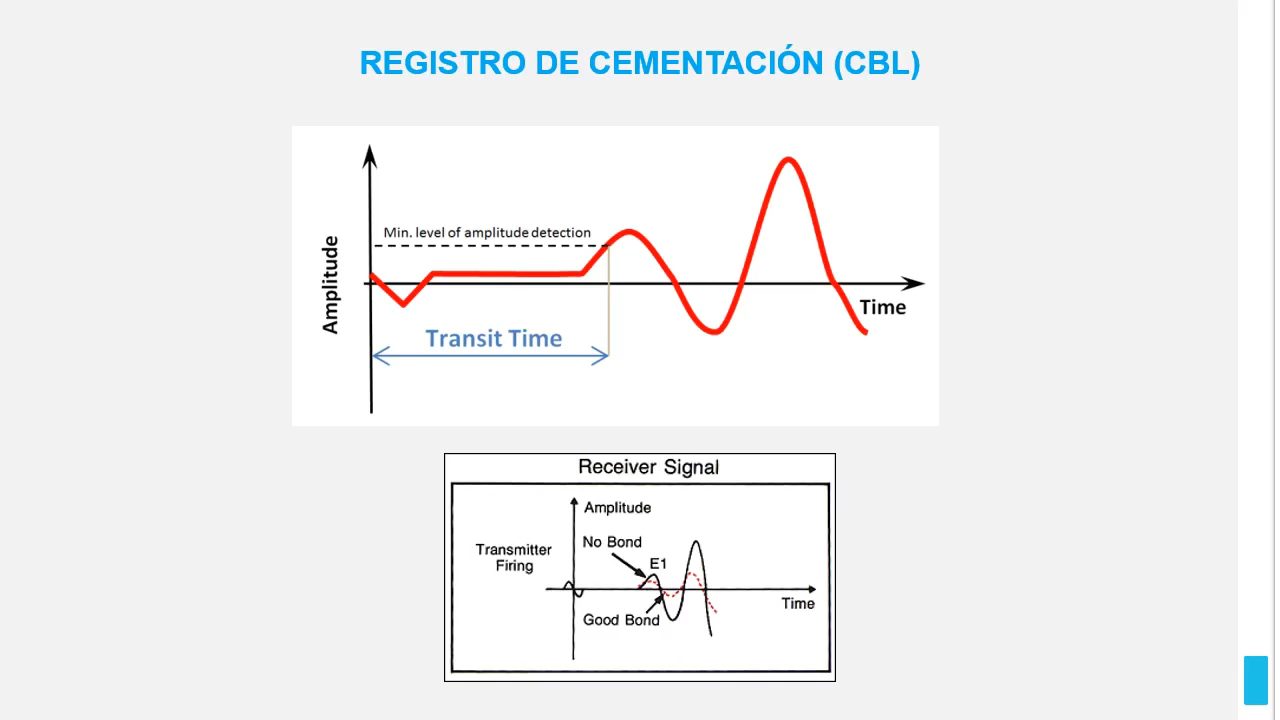 REGISTRO DE CEMENTACIÓN (CBL)
Min. level of amplitude detection
Amplitude
Time
Transit Time
Receiver Signal
Amplitude
No Bond
Transmitter
Firing
E1
Time
Good Bond